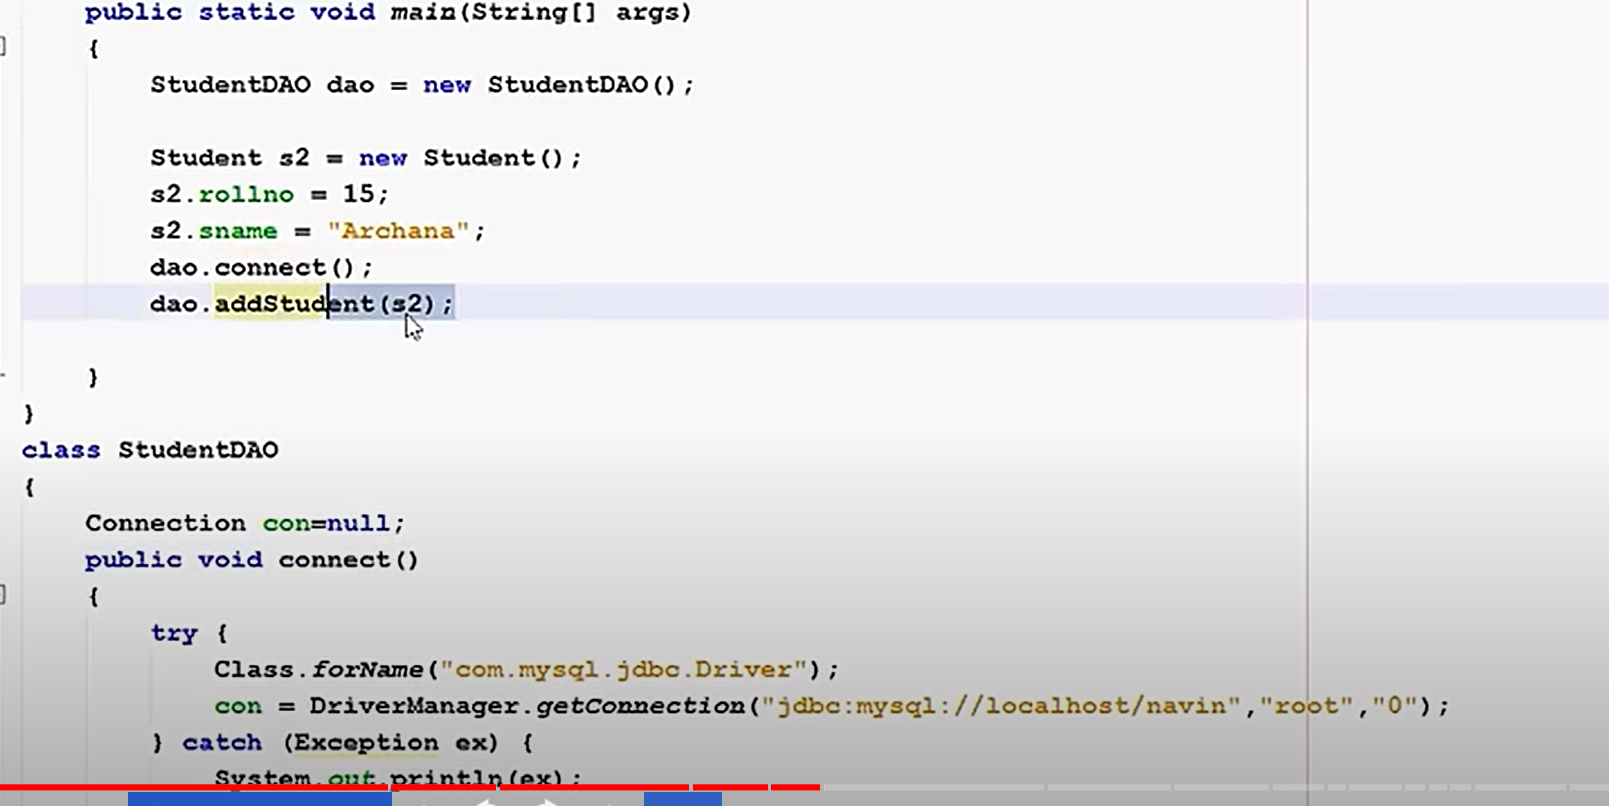 public static void main(String[] args)
{
StudentDAO dao = new StudentDAO();
Student s2 = new Student();
s2.rollno = 15;
s2.sname = "Archana";
dao.connect();
dao.addStudent(s2);
}
}
class StudentDAO
{
Connection con=null;
public void connect()
{
try {
Class.forName("com.mysql.jdbc.Driver");
con = DriverManager.getConnection("jdbc:mysql://localhost/navin","root","0");
} catch (Exception ex) {
System.out.println(ex);